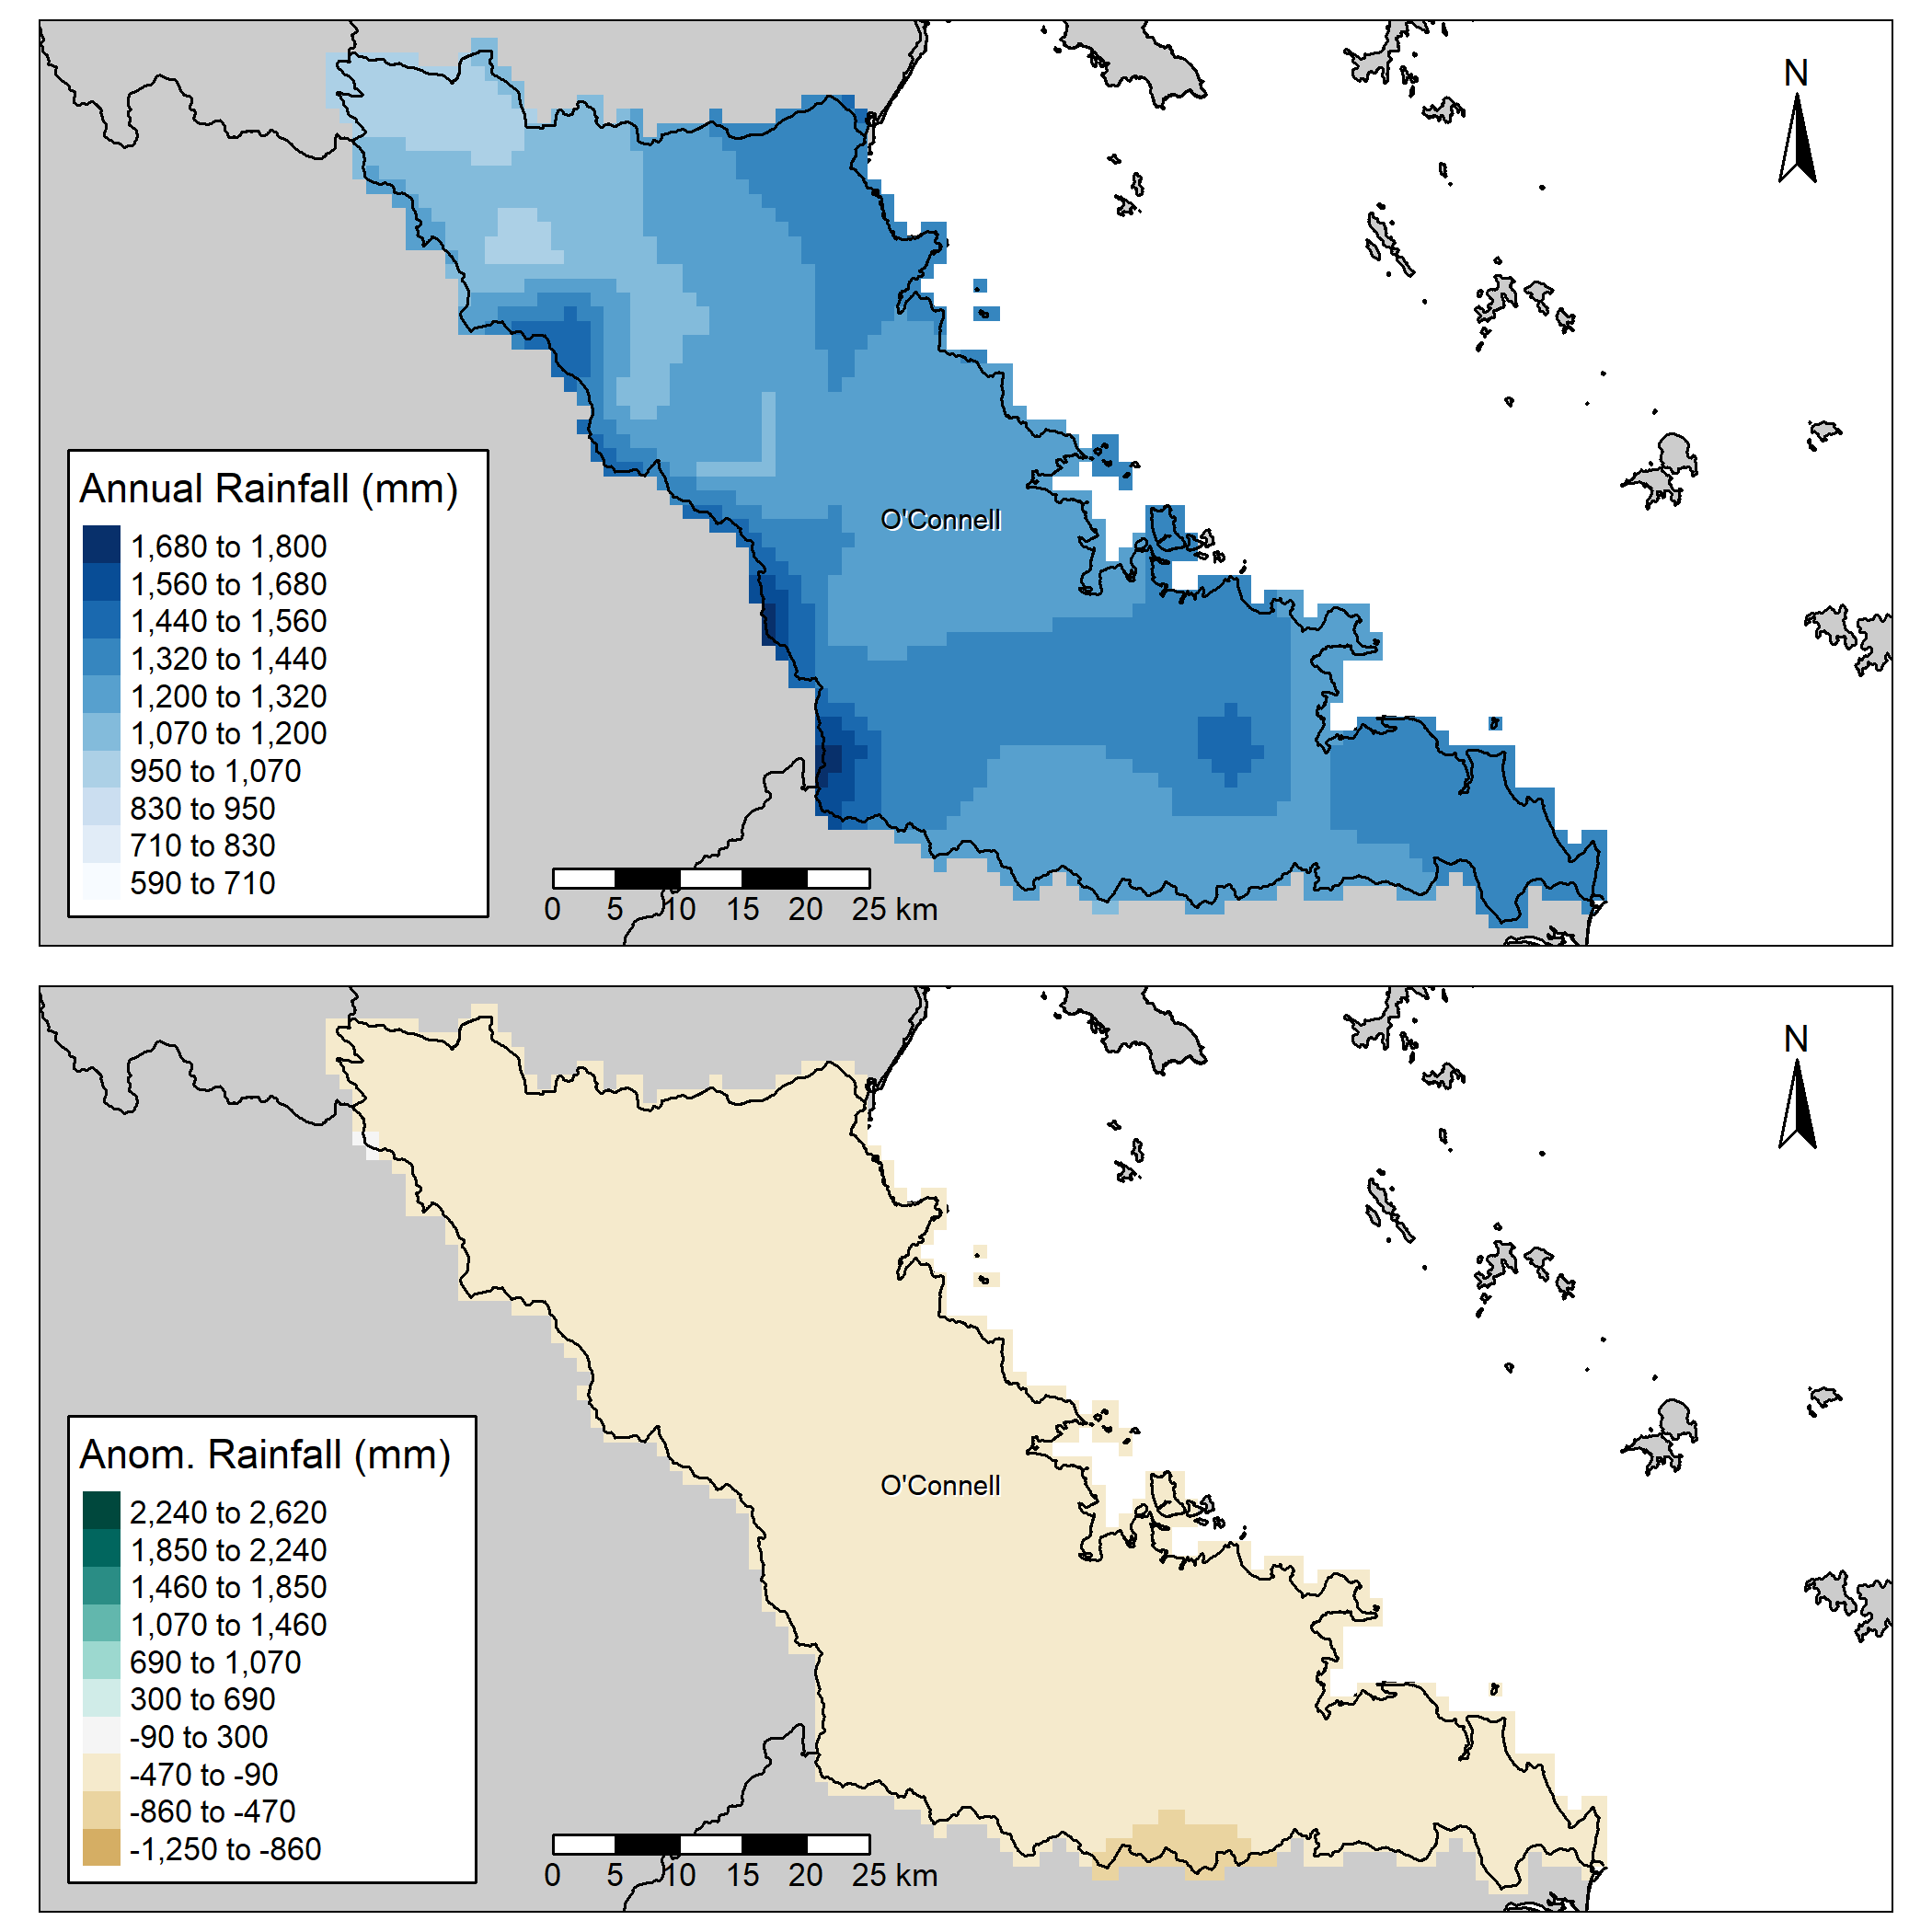 N
O'Connell
Annual Rainfall (mm)
1,680 to 1,800
1,560 to 1,680
1,440 to 1,560
1,320 to 1,440
1,200 to 1,320
1,070 to 1,200
950 to 1,070
830 to 950
710 to 830
590 to 710
0 5 10 15 20 25 km
N
O'Connell
Anom. Rainfall (mm)
2,240 to 2,620
1,850 to 2,240
1,460 to 1,850
1,070 to 1,460
690 to 1,070
300 to 690
-90 to 300
-470 to -90
-860 to -470
-1,250 to -860
0 5 10 15 20 25 km